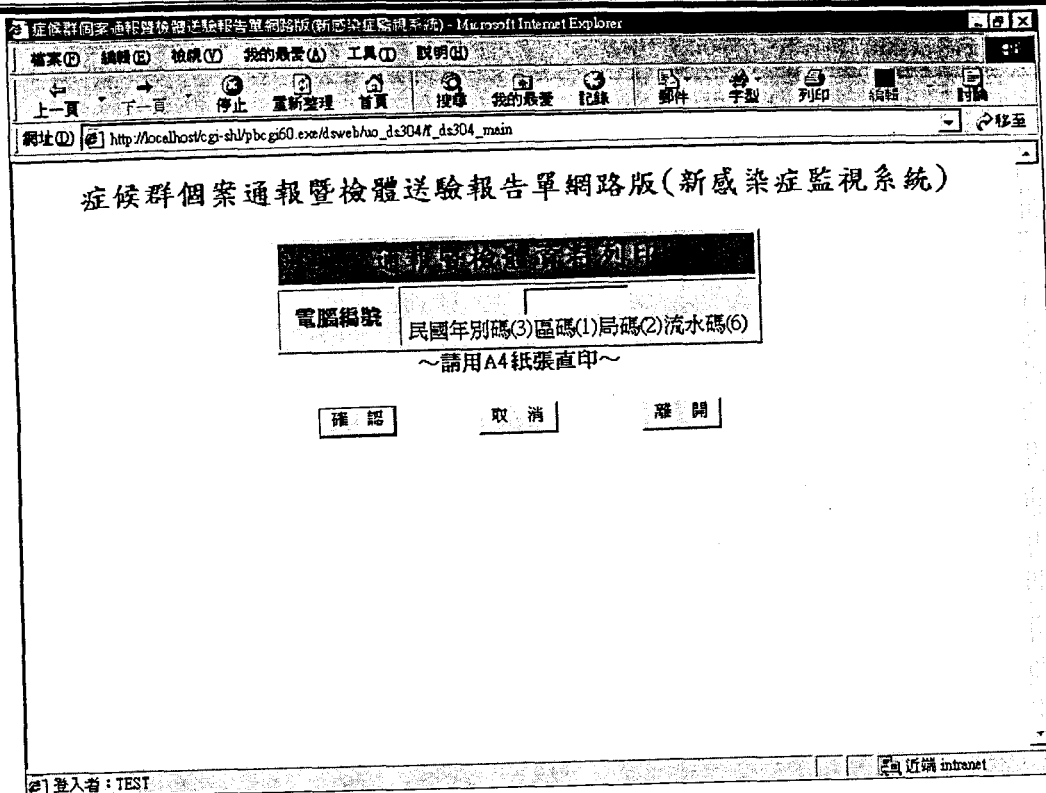 症候群個案通報暨檢體送驗報告單網路版(新感染症監視系統) - Microsoft Internet Explorer
檔案(F) 編輯(E) 檢視(V) 我的最愛(A) 工具(T) 說明(H)
上一頁 下一頁 停止 重新整理 首頁 搜尋 我的最愛 記錄 郵件 字型 列印 編輯 討論
網址(D) http://localhost/cgi-shl/pbcgi60.exe/dsweb/uo_ds304/f_ds304_main 移至
症候群個案通報暨檢體送驗報告單網路版(新感染症監視系統)
電腦編號
民國年別碼(3)區碼(1)局碼(2)流水碼(6)
～請用A4紙張直印～
確 認 取 消 離 開
登入者：TEST 近端 intranet